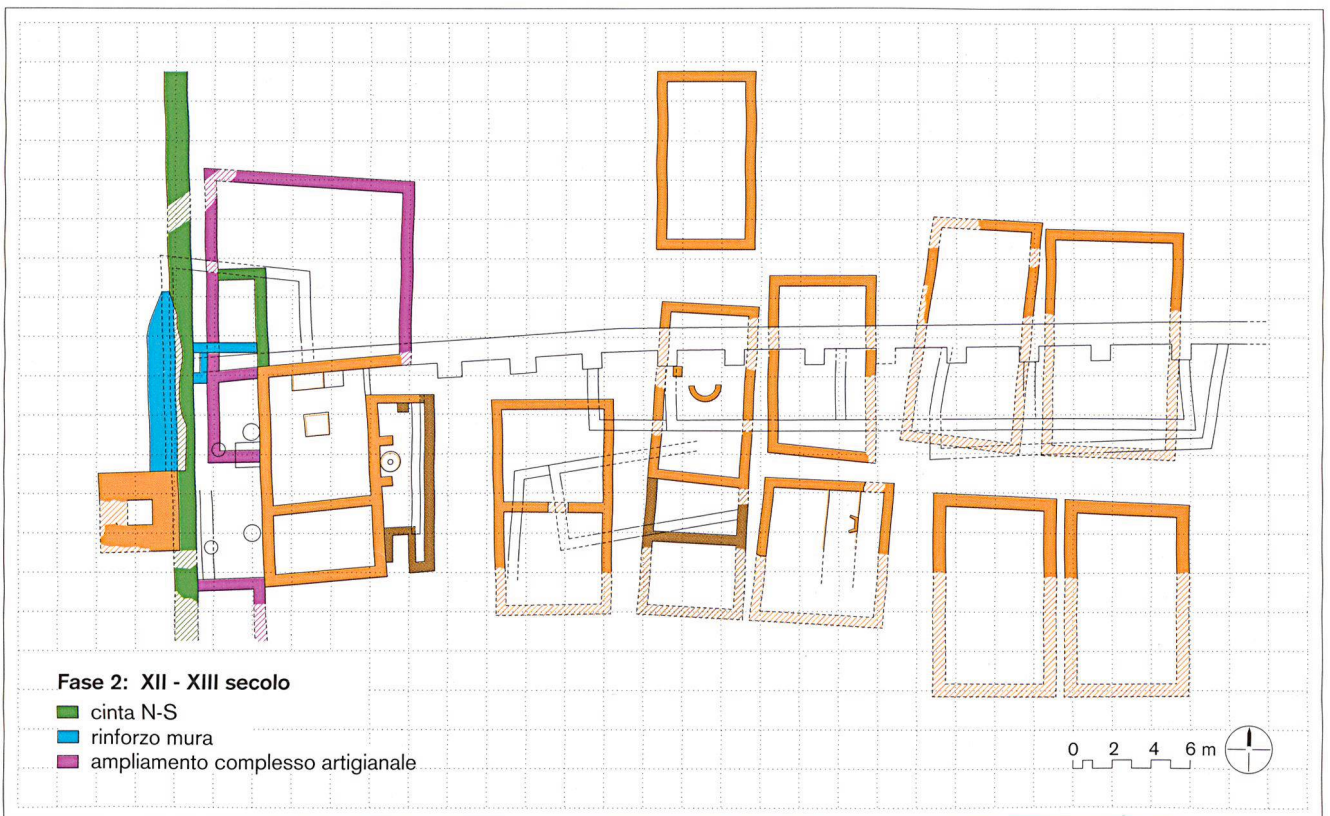 Fase 2: XII - XIII secolo
cinta N-S
rinforzo mura
ampliamento complesso artigianale
0 2 4 6 m